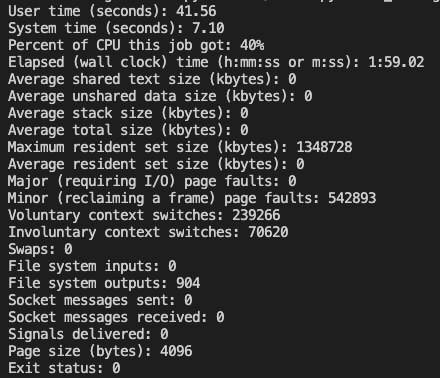 User time (seconds): 41.56
System time (seconds): 7.10
Percent of CPU this job got: 40%
Elapsed (wall clock) time (h:mm:ss or m:ss): 1:59.02
Average shared text size (kbytes): 0
Average unshared data size (kbytes): 0
Average stack size (kbytes): 0
Average total size (kbytes): 0
Maximum resident set size (kbytes): 1348728
Average resident set size (kbytes): 0
Major (requiring I/O) page faults: 0
Minor (reclaiming a frame) page faults: 542893
Voluntary context switches: 239266
Involuntary context switches: 70620
Swaps: 0
File system inputs: 0
File system outputs: 904
Socket messages sent: 0
Socket messages received: 0
Signals delivered: 0
Page size (bytes): 4096
Exit status: 0